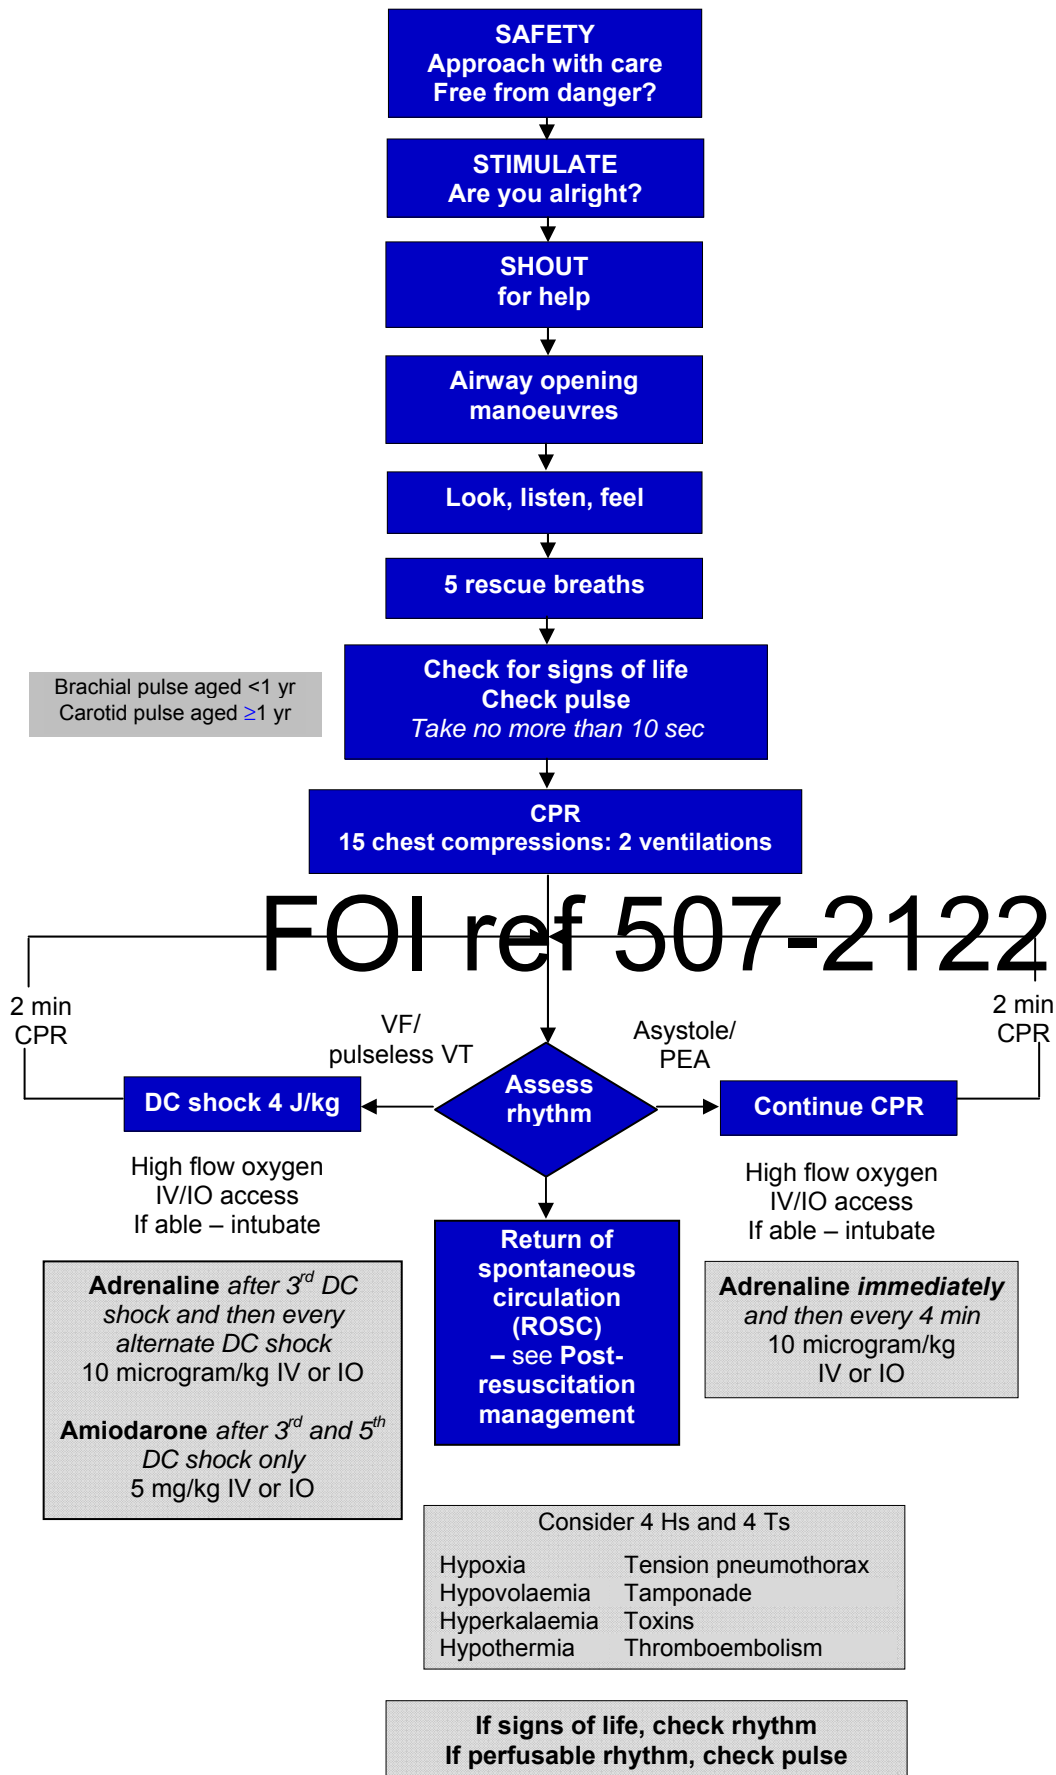 SAFETY
Approach with care
Free from danger?
STIMULATE
Are you alright?
SHOUT
for help
Airway opening
manoeuvres
Look, listen, feel
5 rescue breaths
Brachial pulse aged <1 yr
Carotid pulse aged ≥1 yr
Check for signs of life
Check pulse
Take no more than 10 sec
CPR
15 chest compressions: 2 ventilations
FOI ref 507-2122
2 min
CPR
VF/
pulseless VT
Asystole/
PEA
2 min
CPR
DC shock 4 J/kg
Assess
rhythm
Continue CPR
High flow oxygen
IV/IO access
If able – intubate
High flow oxygen
IV/IO access
If able – intubate
Adrenaline after 3rd DC
shock and then every
alternate DC shock
10 microgram/kg IV or IO
Amiodarone after 3rd and 5th
DC shock only
5 mg/kg IV or IO
Return of
spontaneous
circulation
(ROSC)
– see Post-
resuscitation
management
Adrenaline immediately
and then every 4 min
10 microgram/kg
IV or IO
Consider 4 Hs and 4 Ts
Hypoxia Tension pneumothorax
Hypovolaemia Tamponade
Hyperkalaemia Toxins
Hypothermia Thromboembolism
If signs of life, check rhythm
If perfusable rhythm, check pulse